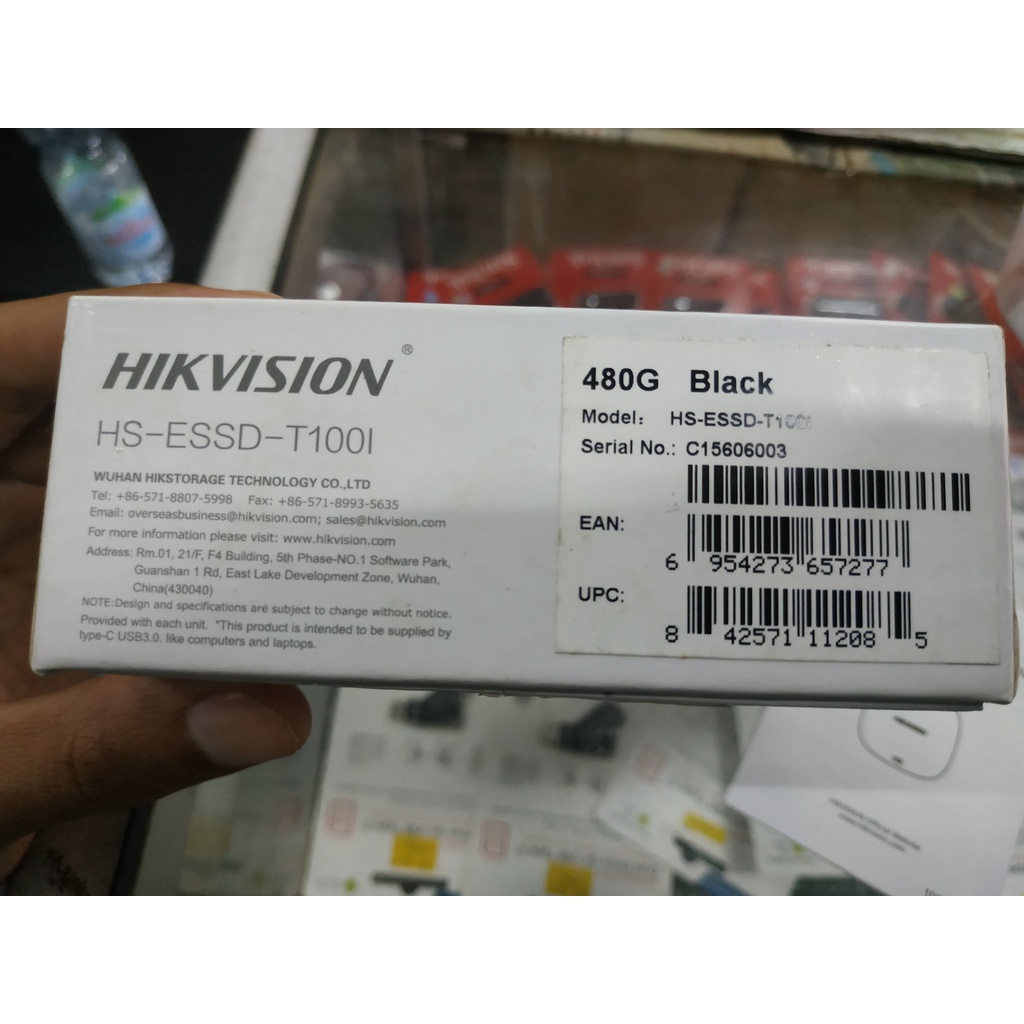 HIKVISION®
HS-ESSD-T100I
WUHAN HIKSTORAGE TECHNOLOGY CO.,LTD
Tel: +86-571-8807-5998 Fax: +86-571-8993-5635
Email: overseasbusiness@hikvision.com; sales@hikvision.com
For more information please visit: www.hikvision.com
Address: Rm.01, 21/F, F4 Building, 5th Phase-NO.1 Software Park,
Guanshan 1 Rd, East Lake Development Zone, Wuhan,
China(430040)
NOTE:Design and specifications are subject to change without notice.
Provided with each unit. "This product is intended to be supplied by
type-C USB3.0. like computers and laptops.
480G Black
Model: HS-ESSD-T100I
Serial No.: C15606003
EAN:
6 954273 657277
UPC:
8 42571 11208 5